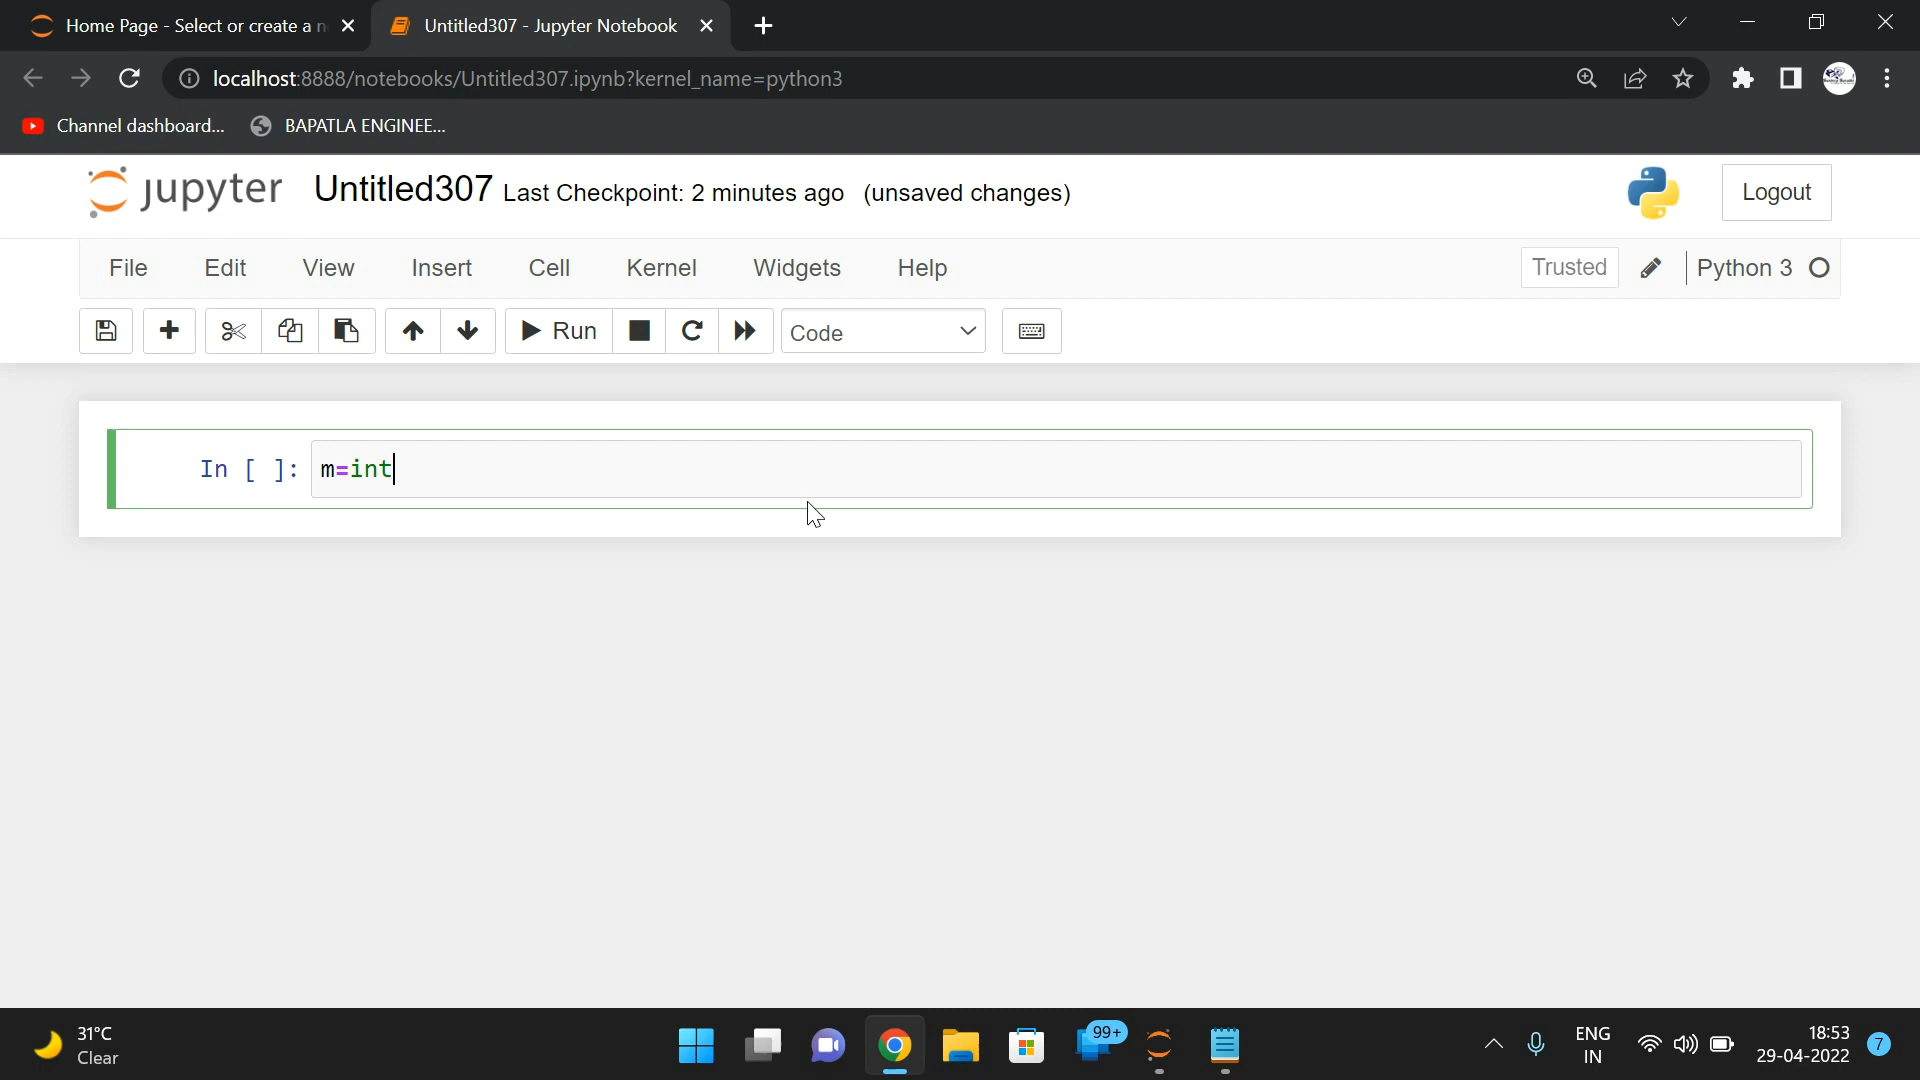 Home Page - Select or create a n
Untitled307 - Jupyter Notebook
localhost:8888/notebooks/Untitled307.ipynb?kernel_name=python3
Channel dashboard...
BAPATLA ENGINEE...
jupyter
Untitled307 Last Checkpoint: 2 minutes ago (unsaved changes)
Logout
File Edit View Insert Cell Kernel Widgets Help
Trusted
Python 3
Run
Code
In [ ]: m=int
31°C
Clear
99+
ENG
IN
18:53
29-04-2022
7